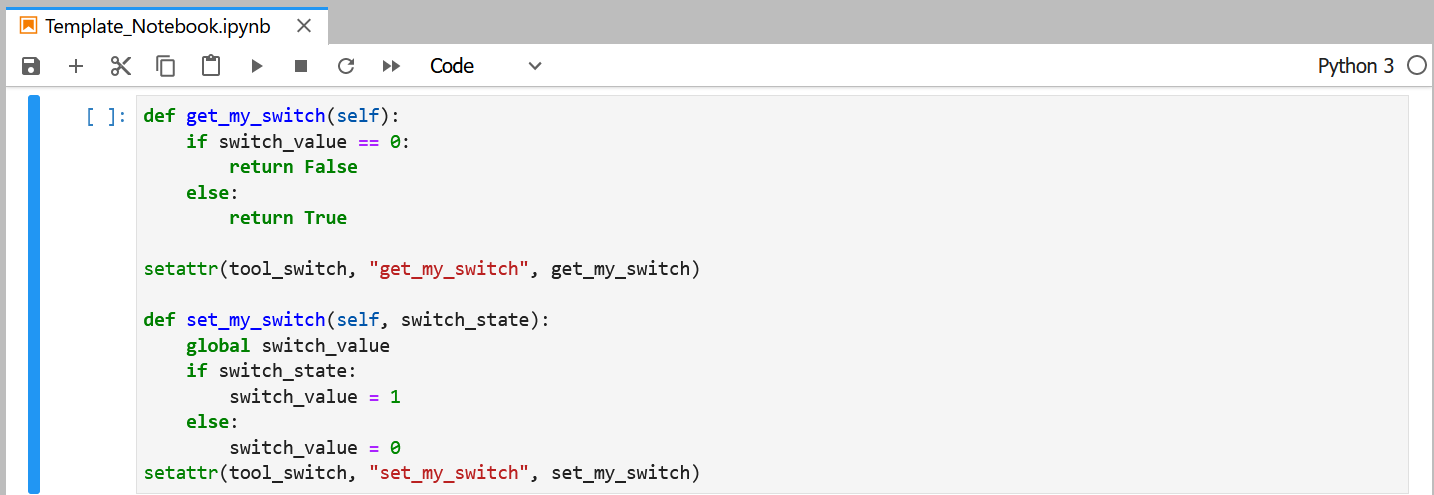 Template_Notebook.ipynb
Code
Python 3
[ ]:
def get_my_switch(self):
    if switch_value == 0:
        return False
    else:
        return True

setattr(tool_switch, "get_my_switch", get_my_switch)

def set_my_switch(self, switch_state):
    global switch_value
    if switch_state:
        switch_value = 1
    else:
        switch_value = 0
setattr(tool_switch, "set_my_switch", set_my_switch)